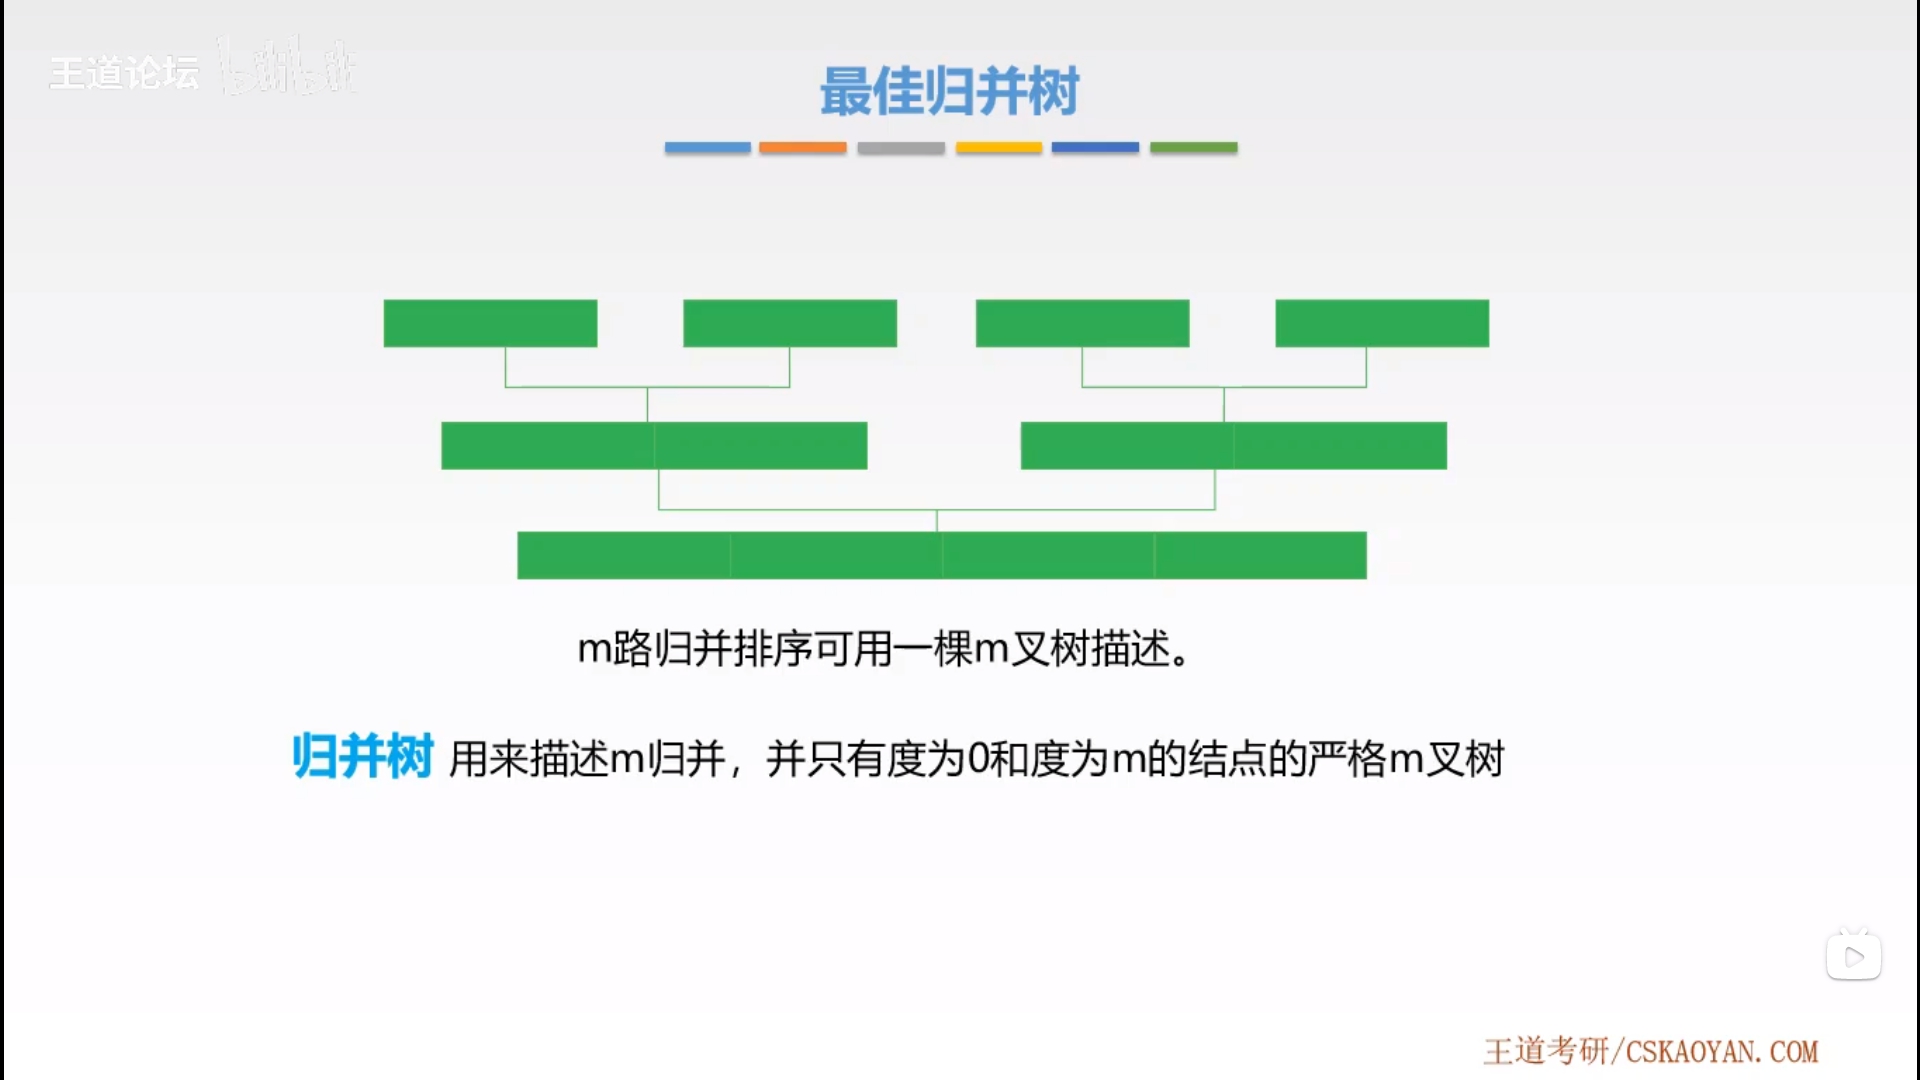 王道论坛 bilibili
最佳归并树
m路归并排序可用一棵m叉树描述。
归并树 用来描述m归并，并只有度为0和度为m的结点的严格m叉树
王道考研/CSKAOYAN.COM